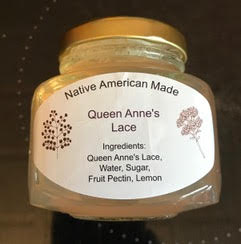 Native American Made
Queen Anne's
Lace
Ingredients:
Queen Anne's Lace,
Water, Sugar,
Fruit Pectin, Lemon